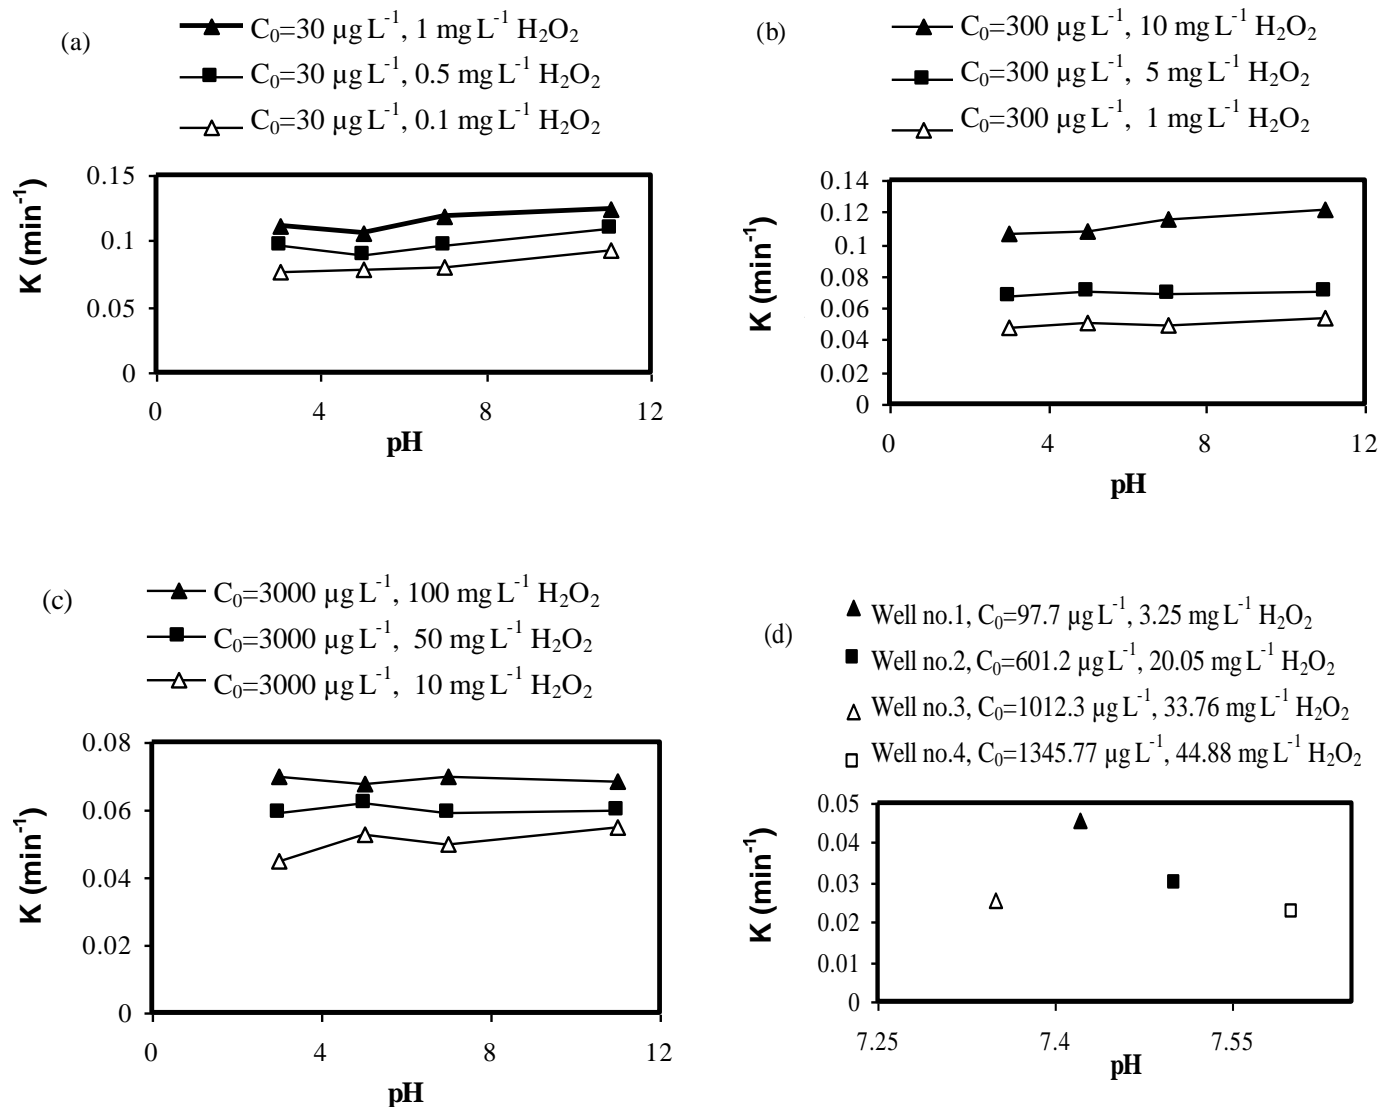 (a)
C₀=30 µg L⁻¹, 1 mg L⁻¹ H₂O₂
C₀=30 µg L⁻¹, 0.5 mg L⁻¹ H₂O₂
C₀=30 µg L⁻¹, 0.1 mg L⁻¹ H₂O₂
K (min⁻¹)
0.15
0.1
0.05
0
0 4 8 12
pH
(b)
C₀=300 µg L⁻¹, 10 mg L⁻¹ H₂O₂
C₀=300 µg L⁻¹, 5 mg L⁻¹ H₂O₂
C₀=300 µg L⁻¹, 1 mg L⁻¹ H₂O₂
K (min⁻¹)
0.14
0.12
0.1
0.08
0.06
0.04
0.02
0
0 4 8 12
pH
(c)
C₀=3000 µg L⁻¹, 100 mg L⁻¹ H₂O₂
C₀=3000 µg L⁻¹, 50 mg L⁻¹ H₂O₂
C₀=3000 µg L⁻¹, 10 mg L⁻¹ H₂O₂
K (min⁻¹)
0.08
0.06
0.04
0.02
0
0 4 8 12
pH
(d)
Well no.1, C₀=97.7 µg L⁻¹, 3.25 mg L⁻¹ H₂O₂
Well no.2, C₀=601.2 µg L⁻¹, 20.05 mg L⁻¹ H₂O₂
Well no.3, C₀=1012.3 µg L⁻¹, 33.76 mg L⁻¹ H₂O₂
Well no.4, C₀=1345.77 µg L⁻¹, 44.88 mg L⁻¹ H₂O₂
K (min⁻¹)
0.05
0.04
0.03
0.02
0.01
0
7.25 7.4 7.55
pH